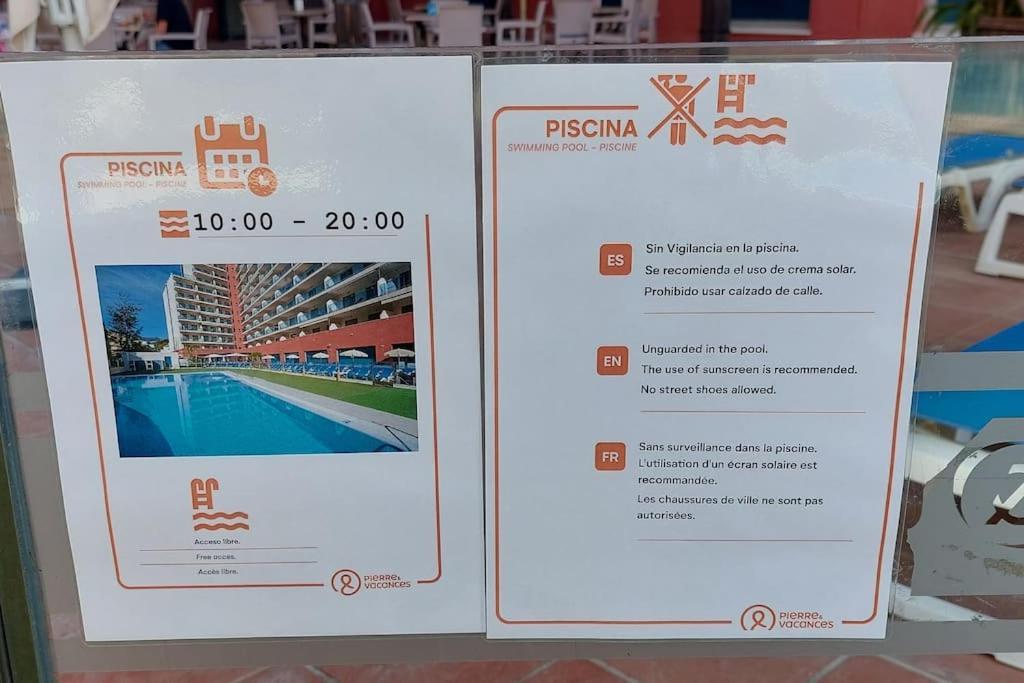 PISCINA
SWIMMING POOL - PISCINE
10:00 - 20:00
Acceso libre.
Free acces.
Accès libre.
PIERRE &
VACANCES
PISCINA
SWIMMING POOL - PISCINE
ES
Sin Vigilancia en la piscina.
Se recomienda el uso de crema solar.
Prohibido usar calzado de calle.
EN
Unguarded in the pool.
The use of sunscreen is recommended.
No street shoes allowed.
FR
Sans surveillance dans la piscine.
L'utilisation d'un écran solaire est
recommandée.
Les chaussures de ville ne sont pas
autorisées.
PIERRE &
VACANCES